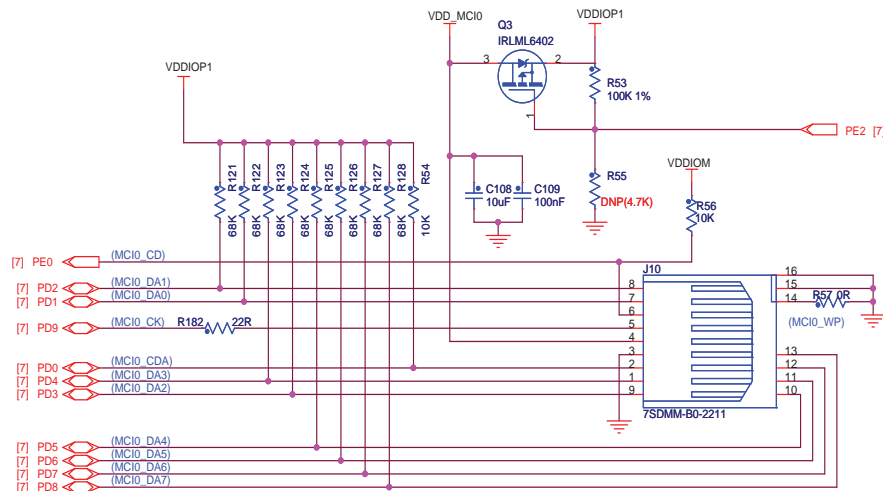 VDD_MCI0
Q3
IRLML6402
VDDIOP1
VDDIOP1
3
2
1
R53
100K 1%
PE2 [7]
R121
R122
R123
R124
R125
R126
R127
R128
R54
68K
68K
68K
68K
68K
68K
68K
68K
10K
C108
10uF
C109
100nF
R55
DNP(4.7K)
VDDIOM
R56
10K
[7] PE0 (MCI0_CD)
J10
[7] PD2 (MCI0_DA1)
[7] PD1 (MCI0_DA0)
[7] PD9 (MCI0_CK)
R182 22R
[7] PD0 (MCI0_CDA)
[7] PD4 (MCI0_DA3)
[7] PD3 (MCI0_DA2)
8
7
6
5
4
3
2
1
9
16
15
14
R57 0R
(MCI0_WP)
13
12
11
10
7SDMM-B0-2211
[7] PD5 (MCI0_DA4)
[7] PD6 (MCI0_DA5)
[7] PD7 (MCI0_DA6)
[7] PD8 (MCI0_DA7)